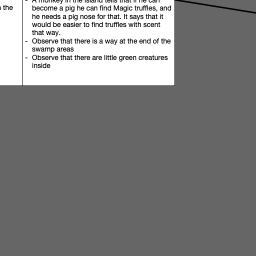 - A monkey in the island tells that if he can
n the
become a pig he can find Magic truffles, and
he needs a pig nose for that. It says that it
would be easier to find truffles with scent
that way.
- Observe that there is a way at the end of the
swamp areas
- Observe that there are little green creatures
inside